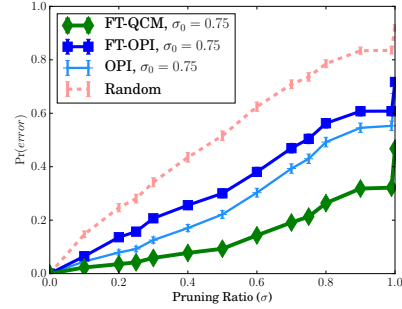 1.0
0.8
0.6
0.4
0.2
0.0
Pr(error)
FT-QCM, σ₀ = 0.75
FT-OPI, σ₀ = 0.75
OPI, σ₀ = 0.75
Random
0.0 0.2 0.4 0.6 0.8 1.0
Pruning Ratio (σ)